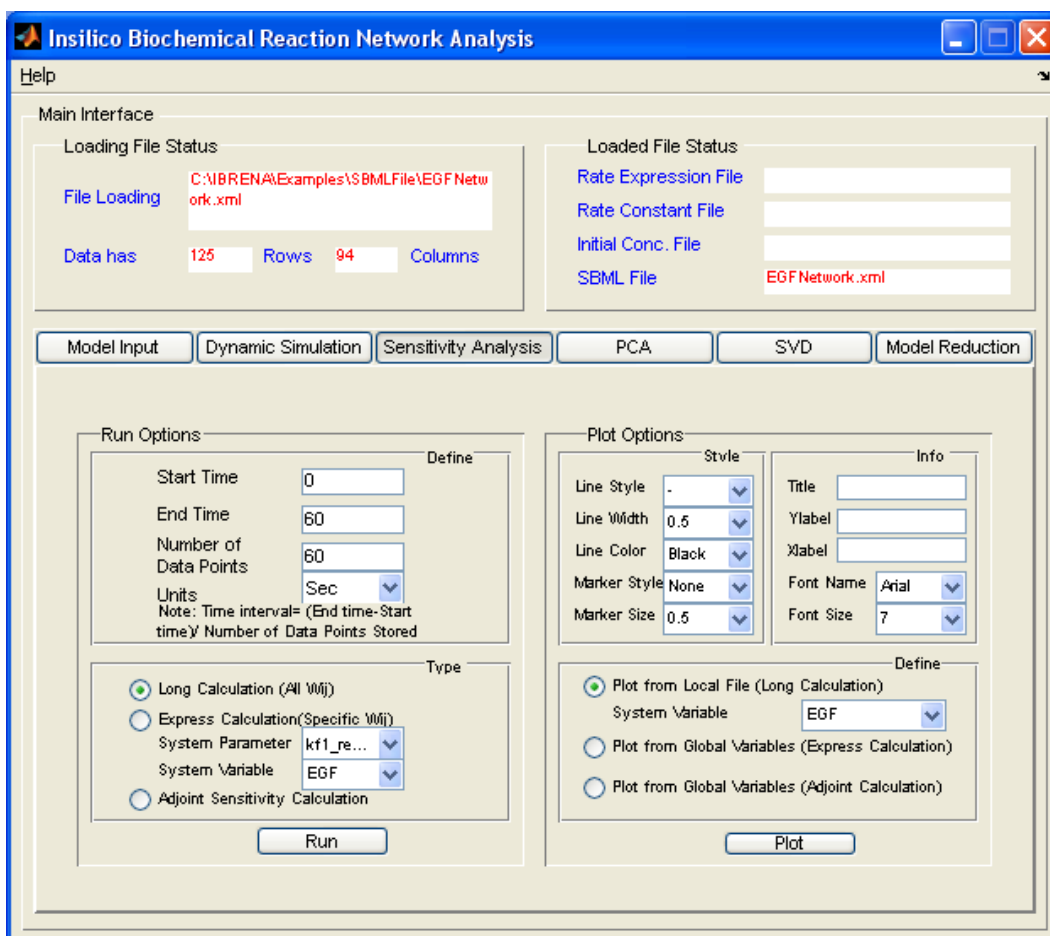 Insilico Biochemical Reaction Network Analysis
Help
Main Interface
Loading File Status
File Loading
C:\IBRENA\Examples\SBMLFile\EGFNetw
ork.xml
Data has 125 Rows 94 Columns
Loaded File Status
Rate Expression File
Rate Constant File
Initial Conc. File
SBML File EGFNetwork.xml
Model Input Dynamic Simulation Sensitivity Analysis PCA SVD Model Reduction
Run Options
Define
Start Time 0
End Time 60
Number of
Data Points 60
Units Sec
Note: Time interval= (End time-Start
time)/ Number of Data Points Stored
Type
Long Calculation (All Wij)
Express Calculation(Specific Wij)
System Parameter kf1_re...
System Variable EGF
Adjoint Sensitivity Calculation
Run
Plot Options
Style
Line Style -
Line Width 0.5
Line Color Black
Marker Style None
Marker Size 0.5
Info
Title
Ylabel
Xlabel
Font Name Arial
Font Size 7
Define
Plot from Local File (Long Calculation)
System Variable EGF
Plot from Global Variables (Express Calculation)
Plot from Global Variables (Adjoint Calculation)
Plot